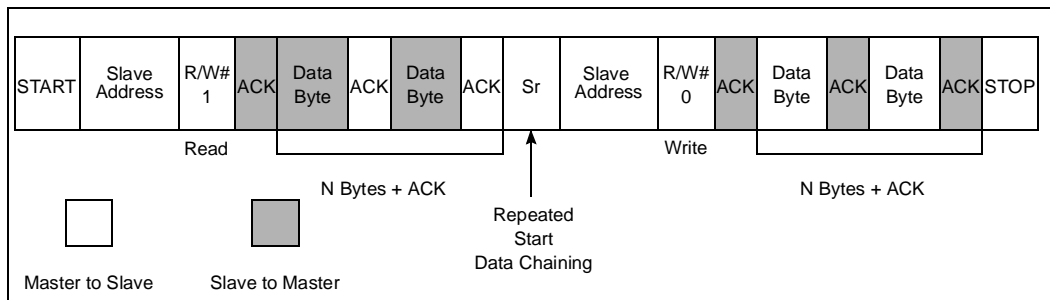 START Slave Address R/W# 1 ACK Data Byte ACK Data Byte ACK Sr Slave Address R/W# 0 ACK Data Byte ACK Data Byte ACK STOP
Read Write
N Bytes + ACK N Bytes + ACK
Repeated
Start
Data Chaining
Master to Slave Slave to Master